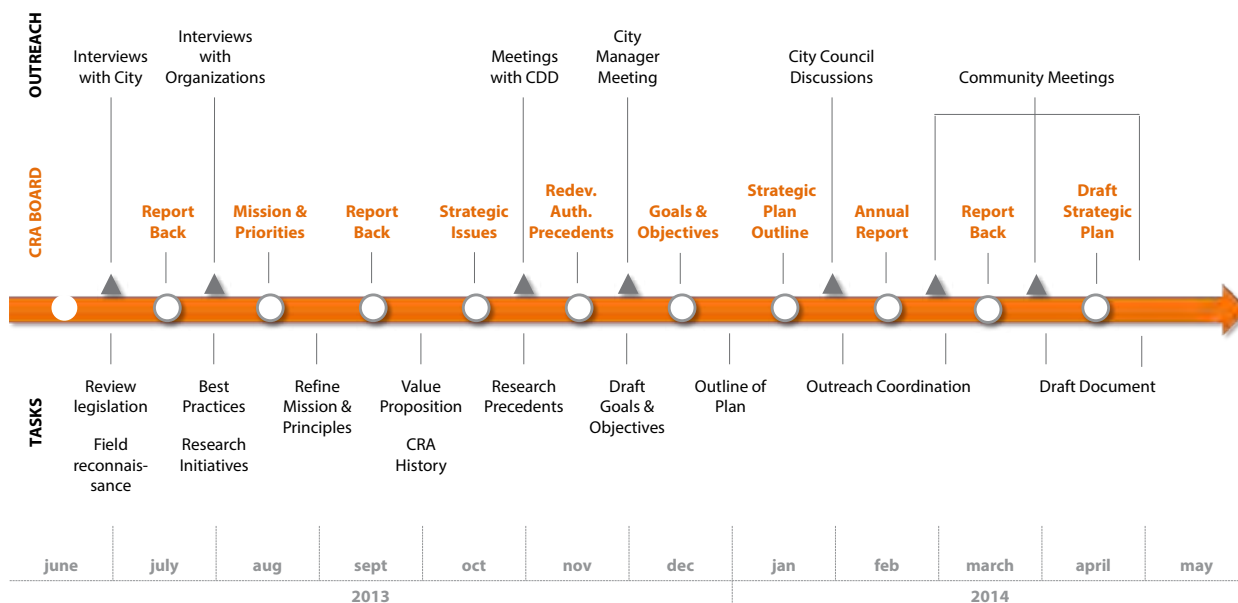 OUTREACH
Interviews
with City
Interviews
with
Organizations
Meetings
with CDD
City
Manager
Meeting
City Council
Discussions
Community Meetings
CRA BOARD
Report
Back
Mission &
Priorities
Report
Back
Strategic
Issues
Redev.
Auth.
Precedents
Goals &
Objectives
Strategic
Plan
Outline
Annual
Report
Report
Back
Draft
Strategic
Plan
TASKS
Review
legislation
Field
reconnais-
sance
Best
Practices
Research
Initiatives
Refine
Mission &
Principles
Value
Proposition
CRA
History
Research
Precedents
Draft
Goals &
Objectives
Outline of
Plan
Outreach Coordination
Draft Document
june july aug sept oct nov dec jan feb march april may
2013 2014